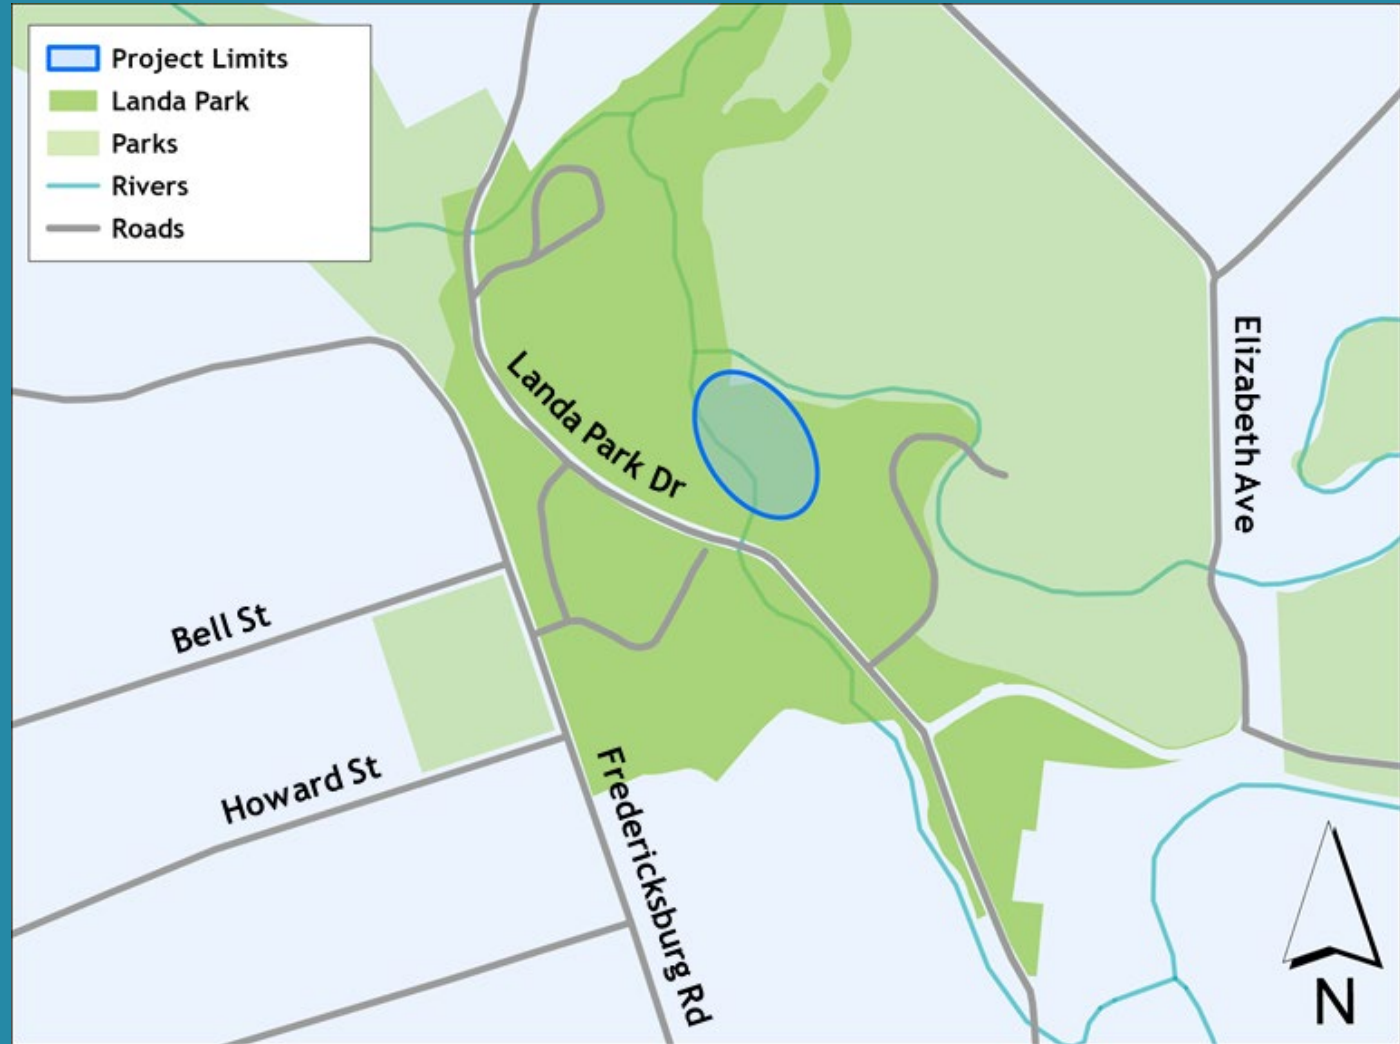 Project Limits
Landa Park
Parks
Rivers
Roads
Landa Park Dr
Elizabeth Ave
Bell St
Howard St
Fredericksburg Rd
N